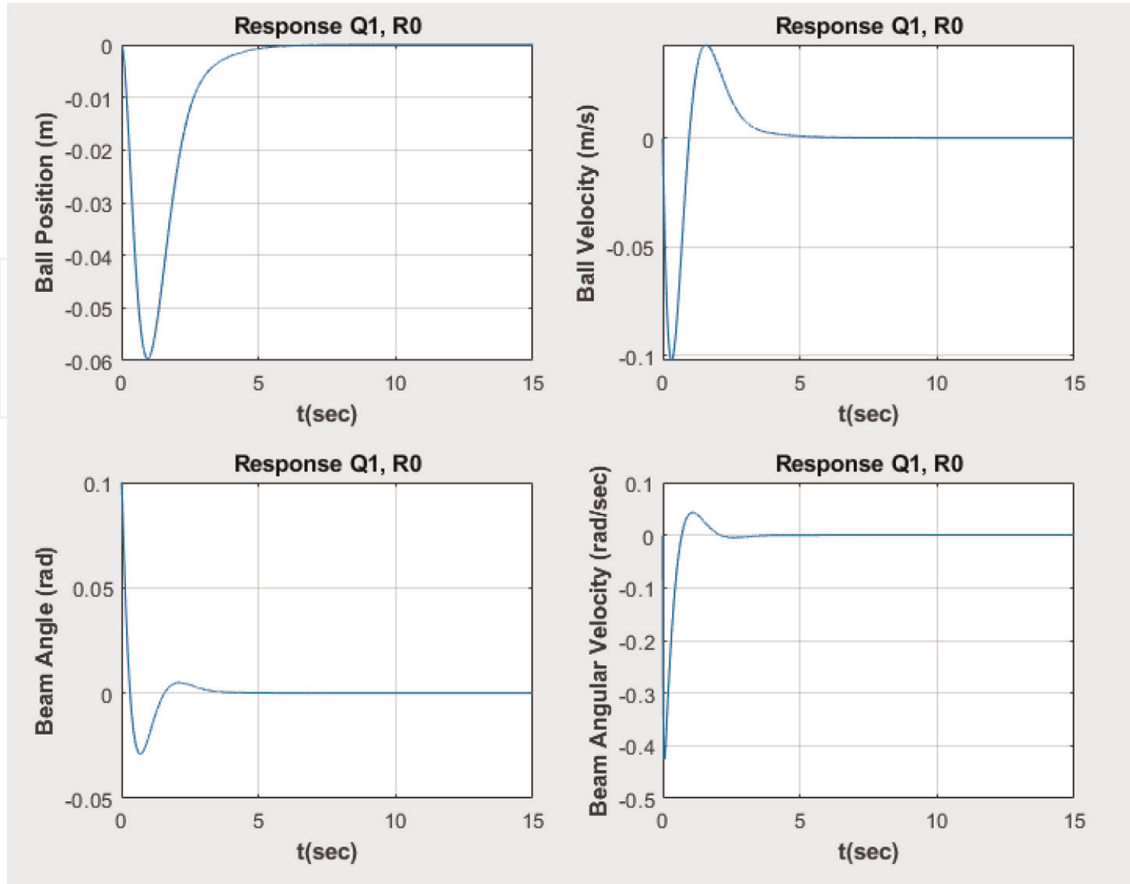 Response Q1, R0
Ball Position (m)
0
-0.01
-0.02
-0.03
-0.04
-0.05
-0.06
0 5 10 15
t(sec)
Response Q1, R0
Ball Velocity (m/s)
0
-0.05
-0.1
0 5 10 15
t(sec)
Response Q1, R0
Beam Angle (rad)
0.1
0.05
0
-0.05
0 5 10 15
t(sec)
Response Q1, R0
Beam Angular Velocity (rad/sec)
0.1
0
-0.1
-0.2
-0.3
-0.4
-0.5
0 5 10 15
t(sec)